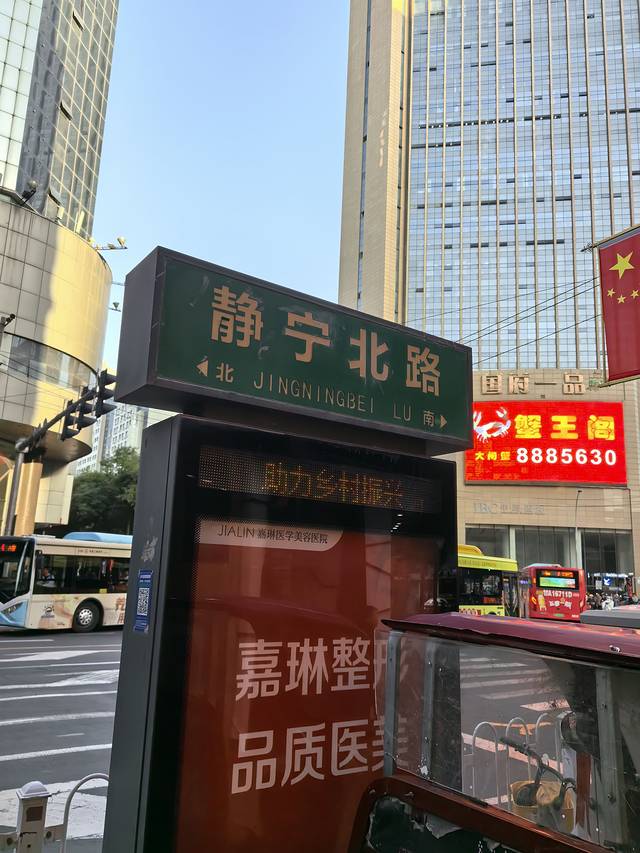 静宁北路
北 JINGNINGBEI LU 南
助力乡村振兴
JIALIN 嘉琳医学美容医院
嘉琳整形
品质医美
国府一品
蟹王阁
大闸蟹 8885630